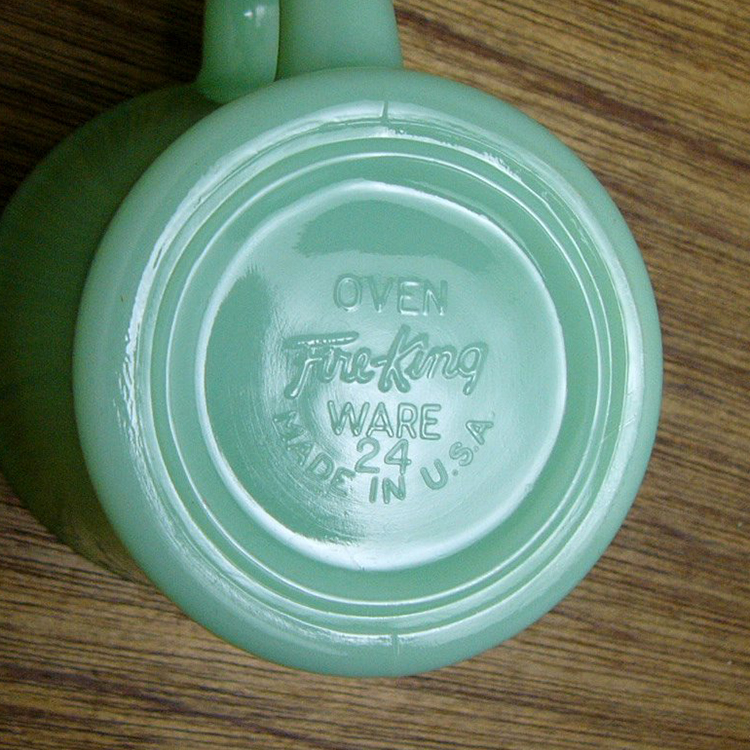 OVEN
Fire-King
WARE
24
MADE IN U.S.A.